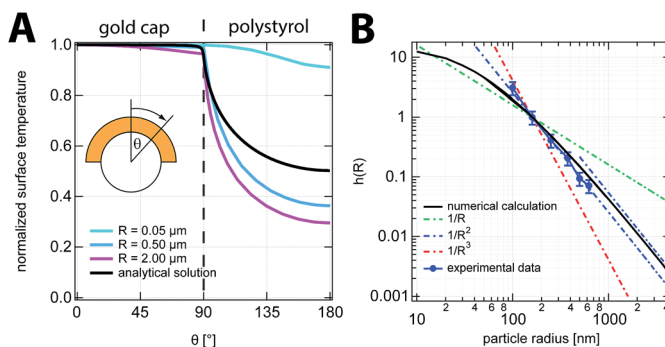 A
gold cap
polystyrol
normalized surface temperature
1.0
0.8
0.6
0.4
0.2
0.0
θ
R = 0.05 µm
R = 0.50 µm
R = 2.00 µm
analytical solution
0
45
90
135
180
θ [°]
B
h(R)
10
1
0.1
0.01
0.001
numerical calculation
1/R
1/R²
1/R³
experimental data
10
2
4
6
8
100
2
4
6
8
1000
2
4
particle radius [nm]